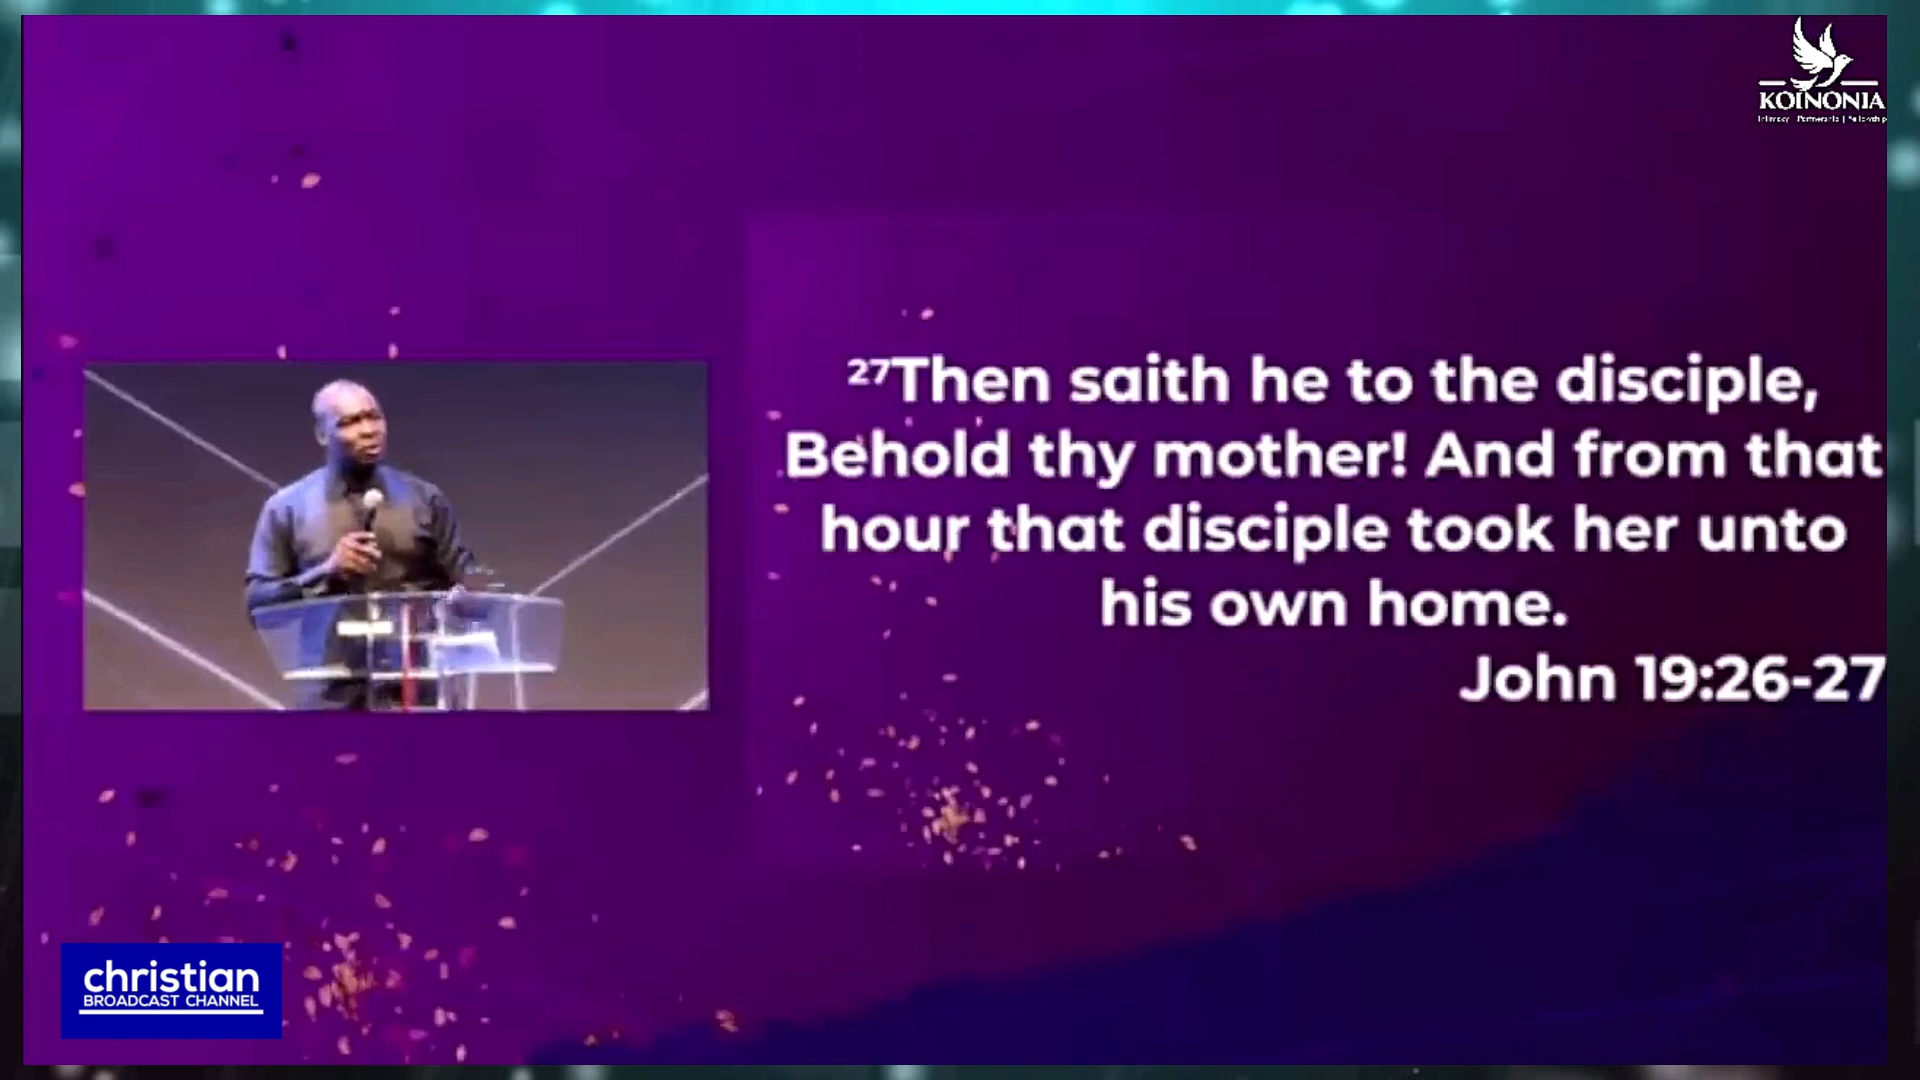 KOINONIA
27Then saith he to the disciple,
Behold thy mother! And from that
hour that disciple took her unto
his own home.
John 19:26-27
christian
BROADCAST CHANNEL